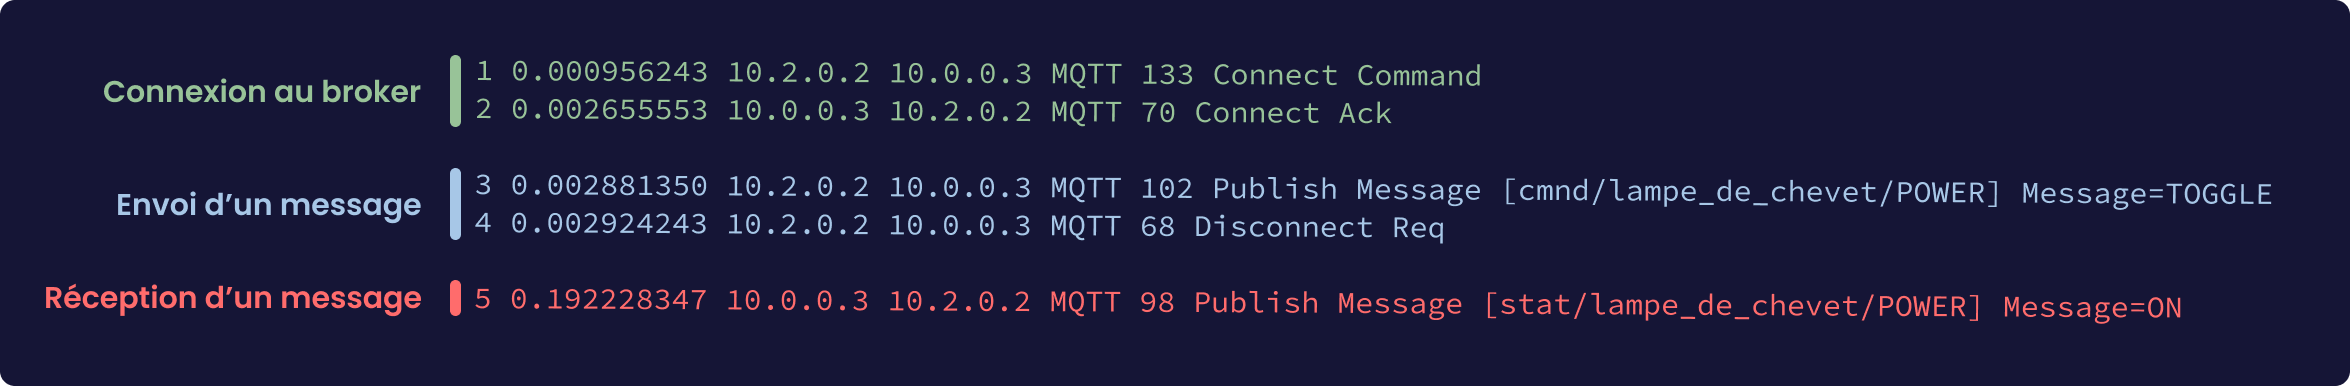 Connexion au broker
1 0.000956243 10.2.0.2 10.0.0.3 MQTT 133 Connect Command
2 0.002655553 10.0.0.3 10.2.0.2 MQTT 70 Connect Ack
Envoi d’un message
3 0.002881350 10.2.0.2 10.0.0.3 MQTT 102 Publish Message [cmnd/lampe_de_chevet/POWER] Message=TOGGLE
4 0.002924243 10.2.0.2 10.0.0.3 MQTT 68 Disconnect Req
Réception d’un message
5 0.192228347 10.0.0.3 10.2.0.2 MQTT 98 Publish Message [stat/lampe_de_chevet/POWER] Message=ON